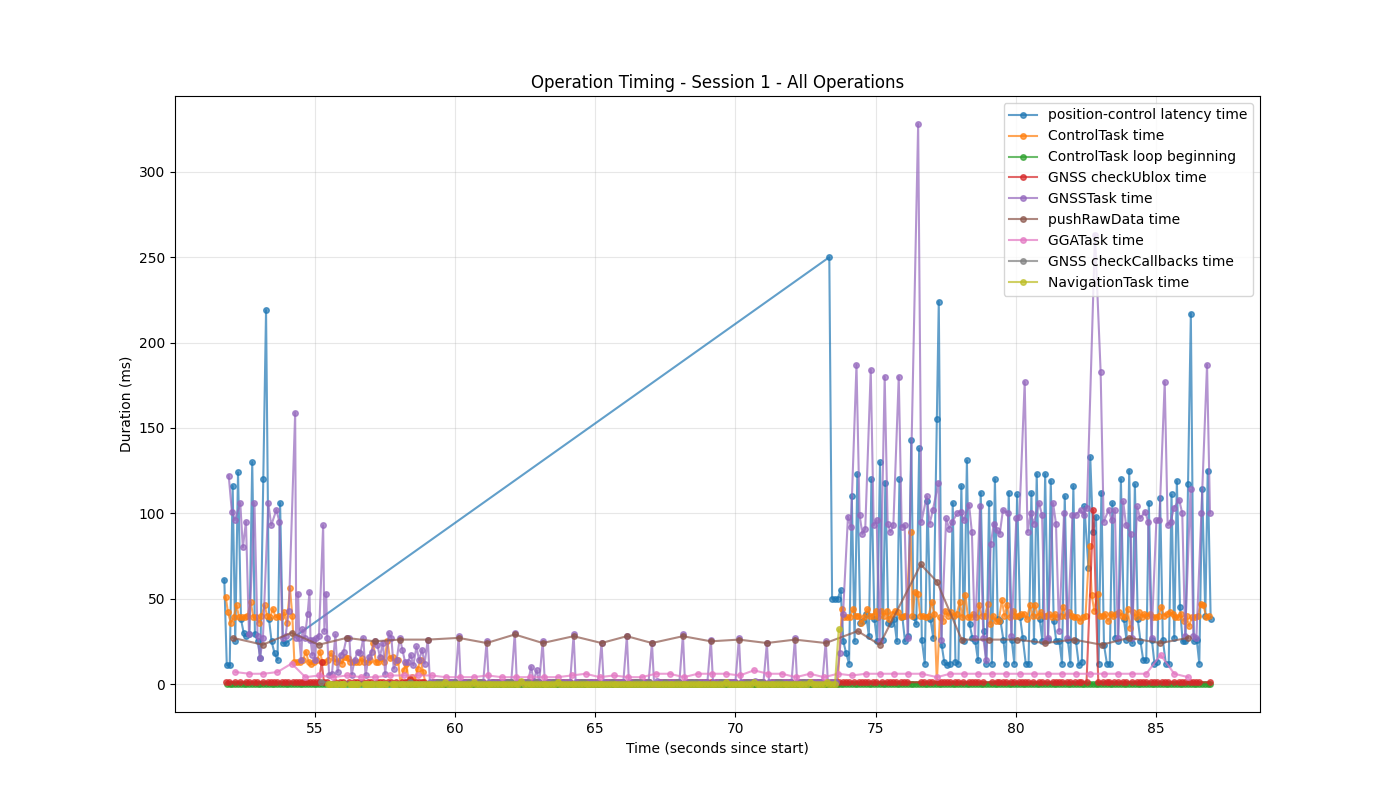 Operation Timing - Session 1 - All Operations
position-control latency time
ControlTask time
ControlTask loop beginning
GNSS checkUblox time
GNSSTask time
pushRawData time
GGATask time
GNSS checkCallbacks time
NavigationTask time
Duration (ms)
300
250
200
150
100
50
0
55 60 65 70 75 80 85
Time (seconds since start)